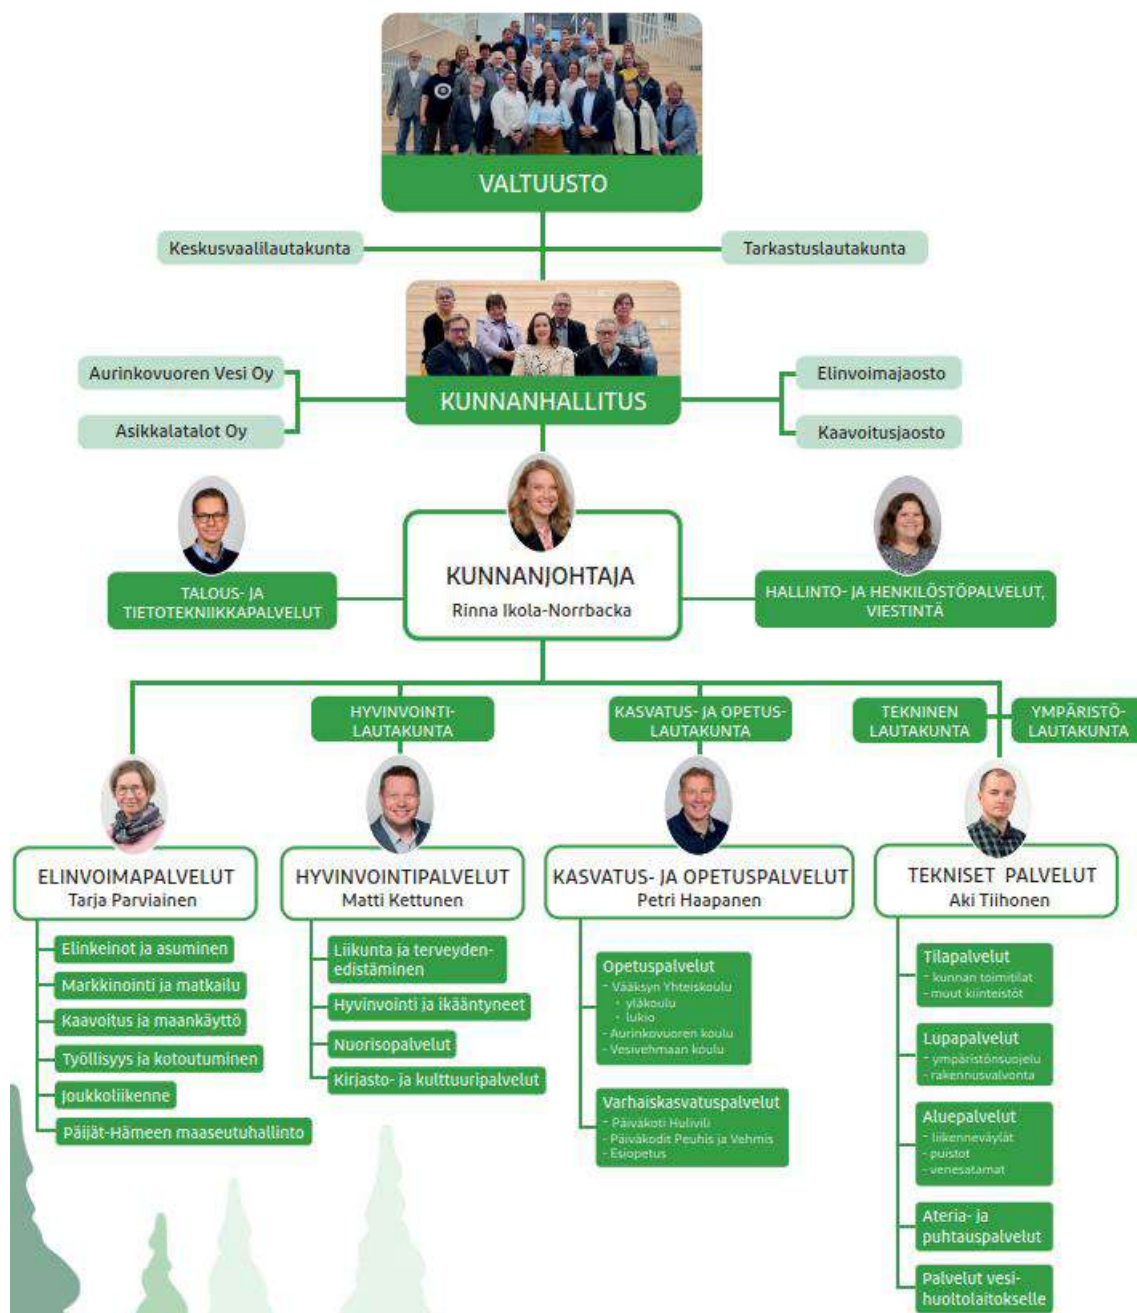 VALTUUSTO
Keskusvaalilautakunta
Tarkastuslautakunta
KUNNANHALLITUS
Aurinkovuoren Vesi Oy
Asikkalatalot Oy
Elinvoimajaosto
Kaavoitusjaosto
TALOUS- JA
TIETOTEKNIIKKAPALVELUT
KUNNANJOHTAJA
Rinna Ikola-Norrbacka
HALLINTO- JA HENKILÖSTÖPALVELUT,
VIESTINTÄ
HYVINVOINTI-
LAUTAKUNTA
KASVATUS- JA OPETUS-
LAUTAKUNTA
TEKNINEN
LAUTAKUNTA
YMPÄRISTÖ-
LAUTAKUNTA
ELINVOIMAPALVELUT
Tarja Parviainen
Elinkeinot ja asuminen
Markkinointi ja matkailu
Kaavoitus ja maankäyttö
Työllisyys ja kotoutuminen
Joukkoliikenne
Päijät-Hämeen maaseutuhallinto
HYVINVOINTIPALVELUT
Matti Kettunen
Liikunta ja terveyden-
edistäminen
Hyvinvointi ja ikääntyneet
Nuorisopalvelut
Kirjasto- ja kulttuuripalvelut
KASVATUS- JA OPETUSPALVELUT
Petri Haapanen
Opetuspalvelut
- Vääksyn Yhteiskoulu
• yläkoulu
• lukio
- Aurinkovuoren koulu
- Vesivehmaan koulu
Varhaiskasvatuspalvelut
- Päiväkoti Hulivili
- Päiväkodit Peuhis ja Vehmis
- Esiopetus
TEKNISET PALVELUT
Aki Tiihonen
Tilapalvelut
- kunnan toimitilat
- muut kiinteistöt
Lupapalvelut
- ympäristönsuojelu
- rakennusvalvonta
Aluepalvelut
- liikenneväylät
- puistot
- venesatamat
Ateria- ja
puhtauspalvelut
Palvelut vesi-
huoltolaitokselle